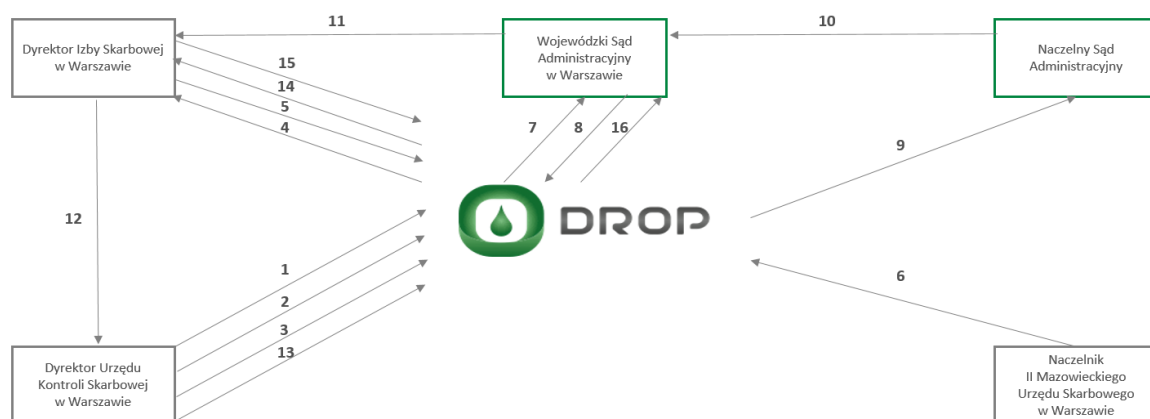 11
10
Dyrektor Izby Skarbowej
w Warszawie
Wojewódzki Sąd
Administracyjny
w Warszawie
Naczelny Sąd
Administracyjny
15
14
5
4
7
8
16
9
12
DROP
1
2
3
13
6
Dyrektor Urzędu
Kontroli Skarbowej
w Warszawie
Naczelnik
II Mazowieckiego
Urzędu Skarbowego
w Warszawie